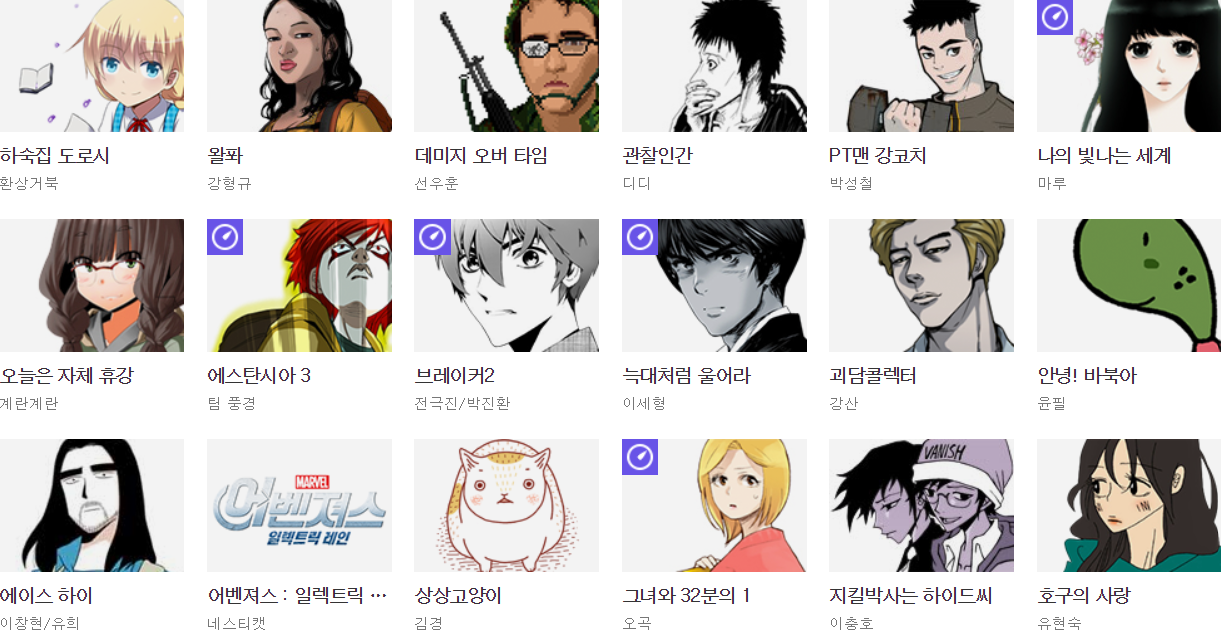 하숙집 도로시
환상거북
왈퐈
강형규
데미지 오버 타임
선우훈
관찰인간
디디
PT맨 강코치
박성철
나의 빛나는 세계
마루
오늘은 자체 휴강
계란계란
에스탄시아 3
팀 풍경
브레이커2
전극진/박진환
늑대처럼 울어라
이세형
괴담콜렉터
강산
안녕! 바북아
윤필
VANISH
MARVEL
어벤져스
일렉트릭 레인
에이스 하이
이창현/유희
어벤져스 : 일렉트릭 …
네스티캣
상상고양이
김경
그녀와 32분의 1
오곡
지킬박사는 하이드씨
이충호
호구의 사랑
유현숙